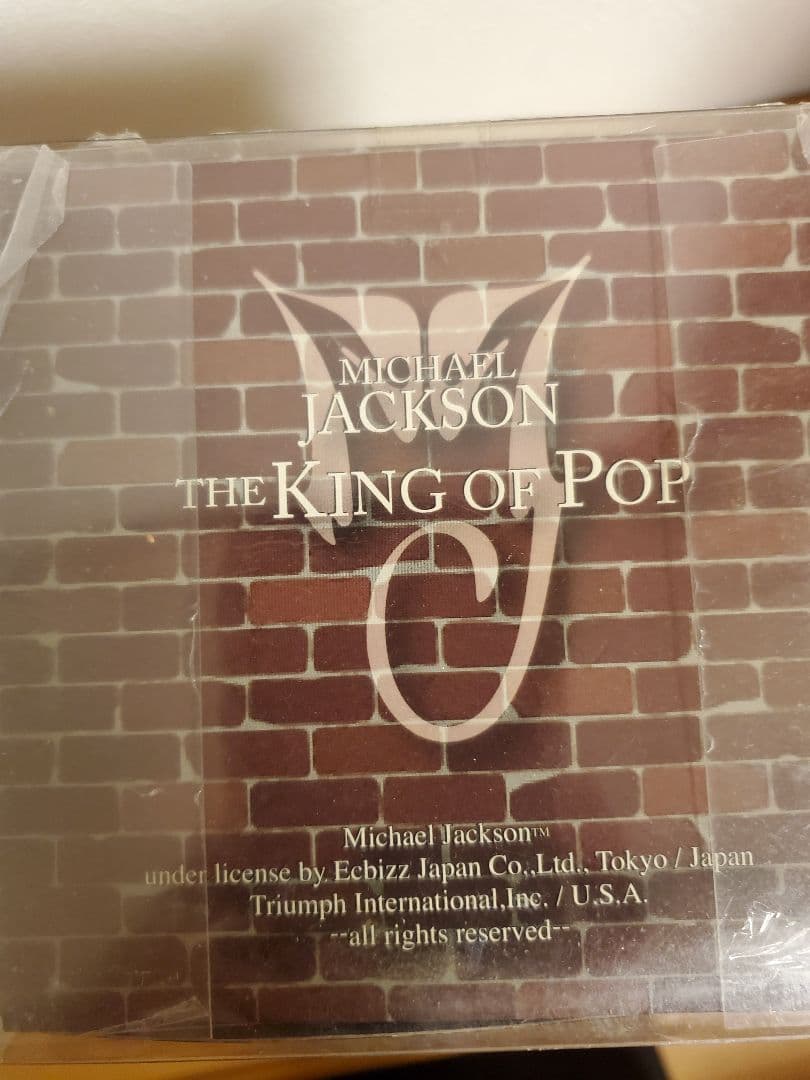 MICHAEL
JACKSON
THE KING OF POP
Michael Jackson™
under license by Ecbizz Japan Co.,Ltd., Tokyo / Japan
Triumph International,Inc. / U.S.A.
--all rights reserved--